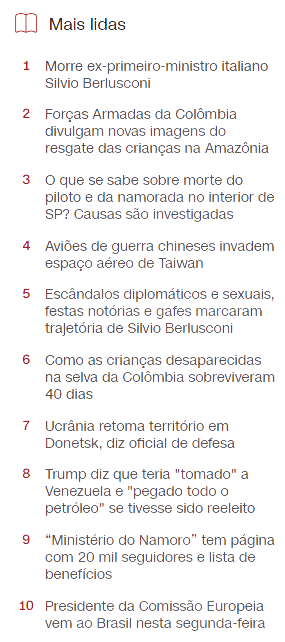 Mais lidas
1 Morre ex-primeiro-ministro italiano
Silvio Berlusconi
2 Forças Armadas da Colômbia
divulgam novas imagens do
resgate das crianças na Amazônia
3 O que se sabe sobre morte do
piloto e da namorada no interior de
SP? Causas são investigadas
4 Aviões de guerra chineses invadem
espaço aéreo de Taiwan
5 Escândalos diplomáticos e sexuais,
festas notórias e gafes marcaram
trajetória de Silvio Berlusconi
6 Como as crianças desaparecidas
na selva da Colômbia sobreviveram
40 dias
7 Ucrânia retoma território em
Donetsk, diz oficial de defesa
8 Trump diz que teria "tomado" a
Venezuela e "pegado todo o
petróleo" se tivesse sido reeleito
9 “Ministério do Namoro” tem página
com 20 mil seguidores e lista de
benefícios
10 Presidente da Comissão Europeia
vem ao Brasil nesta segunda-feira